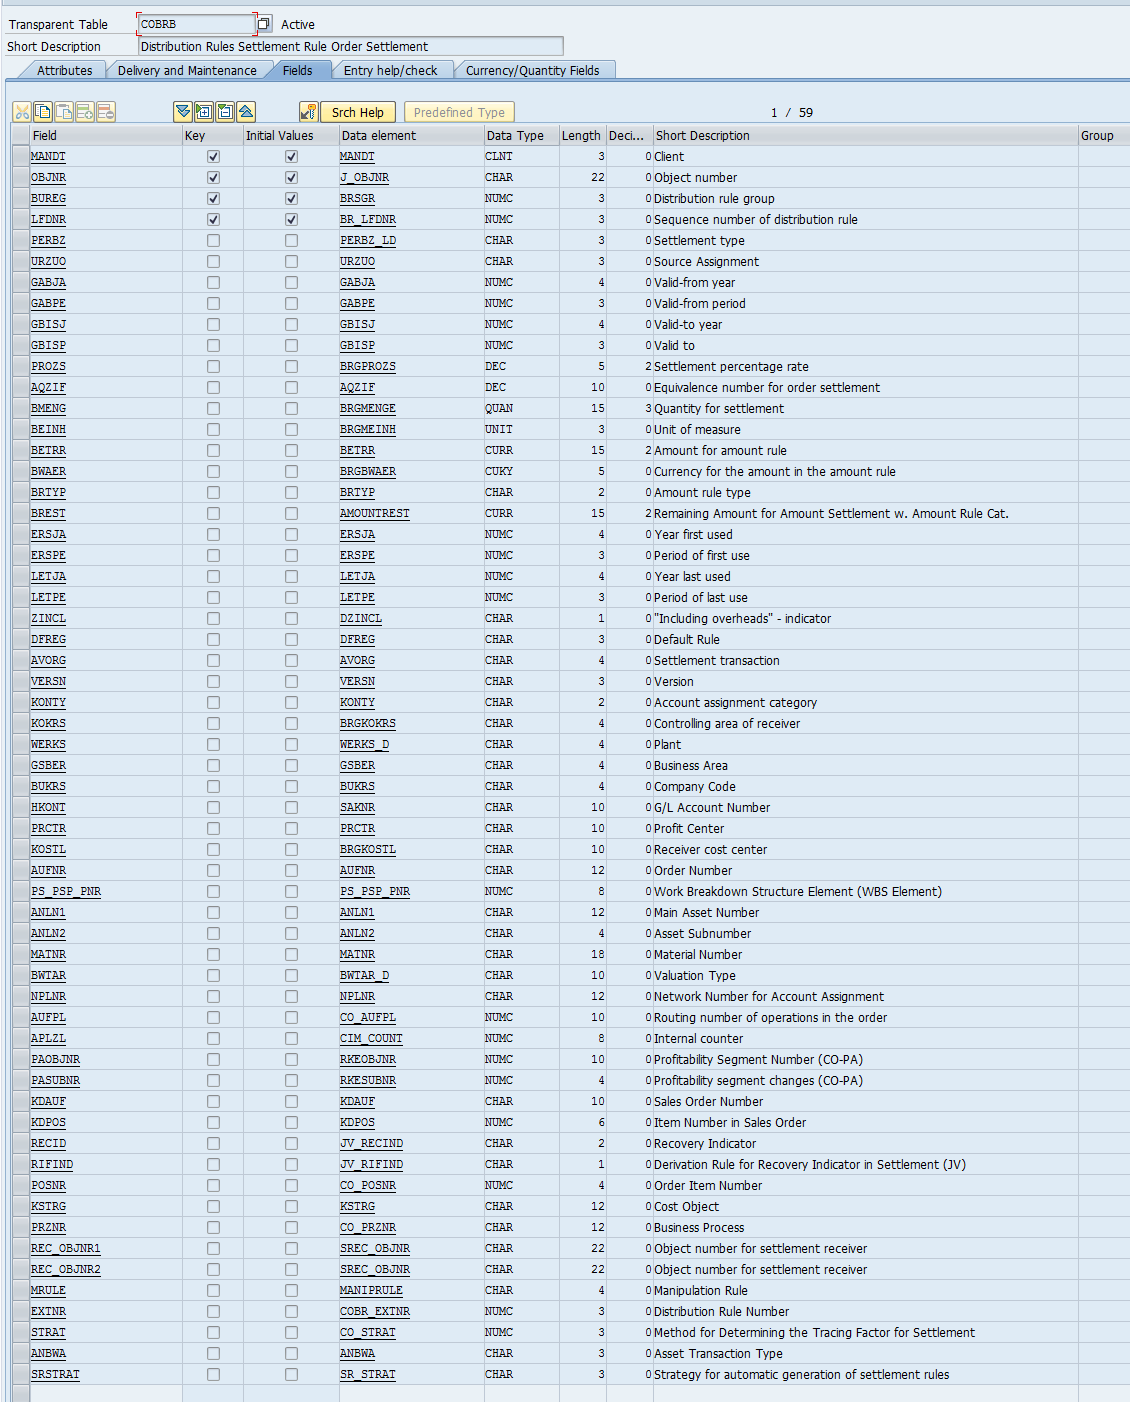 Transparent Table COBRB Active
Short Description Distribution Rules Settlement Rule Order Settlement
Attributes Delivery and Maintenance Fields Entry help/check Currency/Quantity Fields
Srch Help Predefined Type 1 / 59
Field Key Initial Values Data element Data Type Length Deci... Short Description Group
MANDT MANDT CLNT 3 0 Client
OBJNR J_OBJNR CHAR 22 0 Object number
BUREG BRSGR NUMC 3 0 Distribution rule group
LFDNR BR_LFDNR NUMC 3 0 Sequence number of distribution rule
PERBZ PERBZ_LD CHAR 3 0 Settlement type
URZUO URZUO CHAR 3 0 Source Assignment
GABJA GABJA NUMC 4 0 Valid-from year
GABPE GABPE NUMC 3 0 Valid-from period
GBISJ GBISJ NUMC 4 0 Valid-to year
GBISP GBISP NUMC 3 0 Valid to
PROZS BRGPROZS DEC 5 2 Settlement percentage rate
AQZIF AQZIF DEC 10 0 Equivalence number for order settlement
BMENG BRGMENGE QUAN 15 3 Quantity for settlement
BEINH BRGMEINH UNIT 3 0 Unit of measure
BETRR BETRR CURR 15 2 Amount for amount rule
BWAER BRGBWAER CUKY 5 0 Currency for the amount in the amount rule
BRTYP BRTYP CHAR 2 0 Amount rule type
BREST AMOUNTREST CURR 15 2 Remaining Amount for Amount Settlement w. Amount Rule Cat.
ERSJA ERSJA NUMC 4 0 Year first used
ERSPE ERSPE NUMC 3 0 Period of first use
LETJA LETJA NUMC 4 0 Year last used
LETPE LETPE NUMC 3 0 Period of last use
ZINCL DZINCL CHAR 1 0 "Including overheads" - indicator
DFREG DFREG CHAR 3 0 Default Rule
AVORG AVORG CHAR 4 0 Settlement transaction
VERSN VERSN CHAR 3 0 Version
KONTY KONTY CHAR 2 0 Account assignment category
KOKRS BRGKOKRS CHAR 4 0 Controlling area of receiver
WERKS WERKS_D CHAR 4 0 Plant
GSBER GSBER CHAR 4 0 Business Area
BUKRS BUKRS CHAR 4 0 Company Code
HKONT SAKNR CHAR 10 0 G/L Account Number
PRCTR PRCTR CHAR 10 0 Profit Center
KOSTL BRGKOSTL CHAR 10 0 Receiver cost center
AUFNR AUFNR CHAR 12 0 Order Number
PS_PSP_PNR PS_PSP_PNR NUMC 8 0 Work Breakdown Structure Element (WBS Element)
ANLN1 ANLN1 CHAR 12 0 Main Asset Number
ANLN2 ANLN2 CHAR 4 0 Asset Subnumber
MATNR MATNR CHAR 18 0 Material Number
BWTAR BWTAR_D CHAR 10 0 Valuation Type
NPLNR NPLNR CHAR 12 0 Network Number for Account Assignment
AUFPL CO_AUFPL NUMC 10 0 Routing number of operations in the order
APLZL CIM_COUNT NUMC 8 0 Internal counter
PAOBJNR RKEOBJNR NUMC 10 0 Profitability Segment Number (CO-PA)
PASUBNR RKESUBNR NUMC 4 0 Profitability segment changes (CO-PA)
KDAUF KDAUF CHAR 10 0 Sales Order Number
KDPOS KDPOS NUMC 6 0 Item Number in Sales Order
RECID JV_RECIND CHAR 2 0 Recovery Indicator
RIFIND JV_RIFIND CHAR 1 0 Derivation Rule for Recovery Indicator in Settlement (JV)
POSNR CO_POSNR NUMC 4 0 Order Item Number
KSTRG KSTRG CHAR 12 0 Cost Object
PRZNR CO_PRZNR CHAR 12 0 Business Process
REC_OBJNR1 SREC_OBJNR CHAR 22 0 Object number for settlement receiver
REC_OBJNR2 SREC_OBJNR CHAR 22 0 Object number for settlement receiver
MRULE MANIPRULE CHAR 4 0 Manipulation Rule
EXTNR COBR_EXTNR NUMC 3 0 Distribution Rule Number
STRAT CO_STRAT NUMC 3 0 Method for Determining the Tracing Factor for Settlement
ANBWA ANBWA CHAR 3 0 Asset Transaction Type
SRSTRAT SR_STRAT CHAR 3 0 Strategy for automatic generation of settlement rules